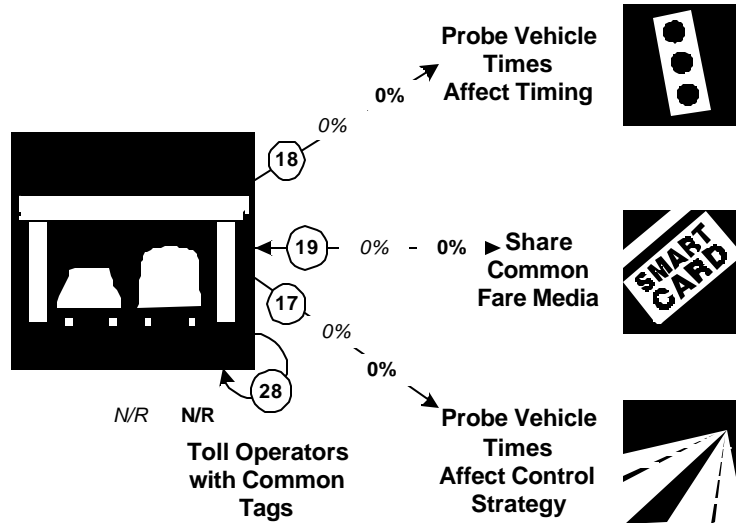 Probe Vehicle
Times
Affect Timing
0%
0%
18
19
0%
0%
Share
Common
Fare Media
SMART
CARD
17
0%
0%
28
N/R N/R
Toll Operators
with Common
Tags
Probe Vehicle
Times
Affect Control
Strategy